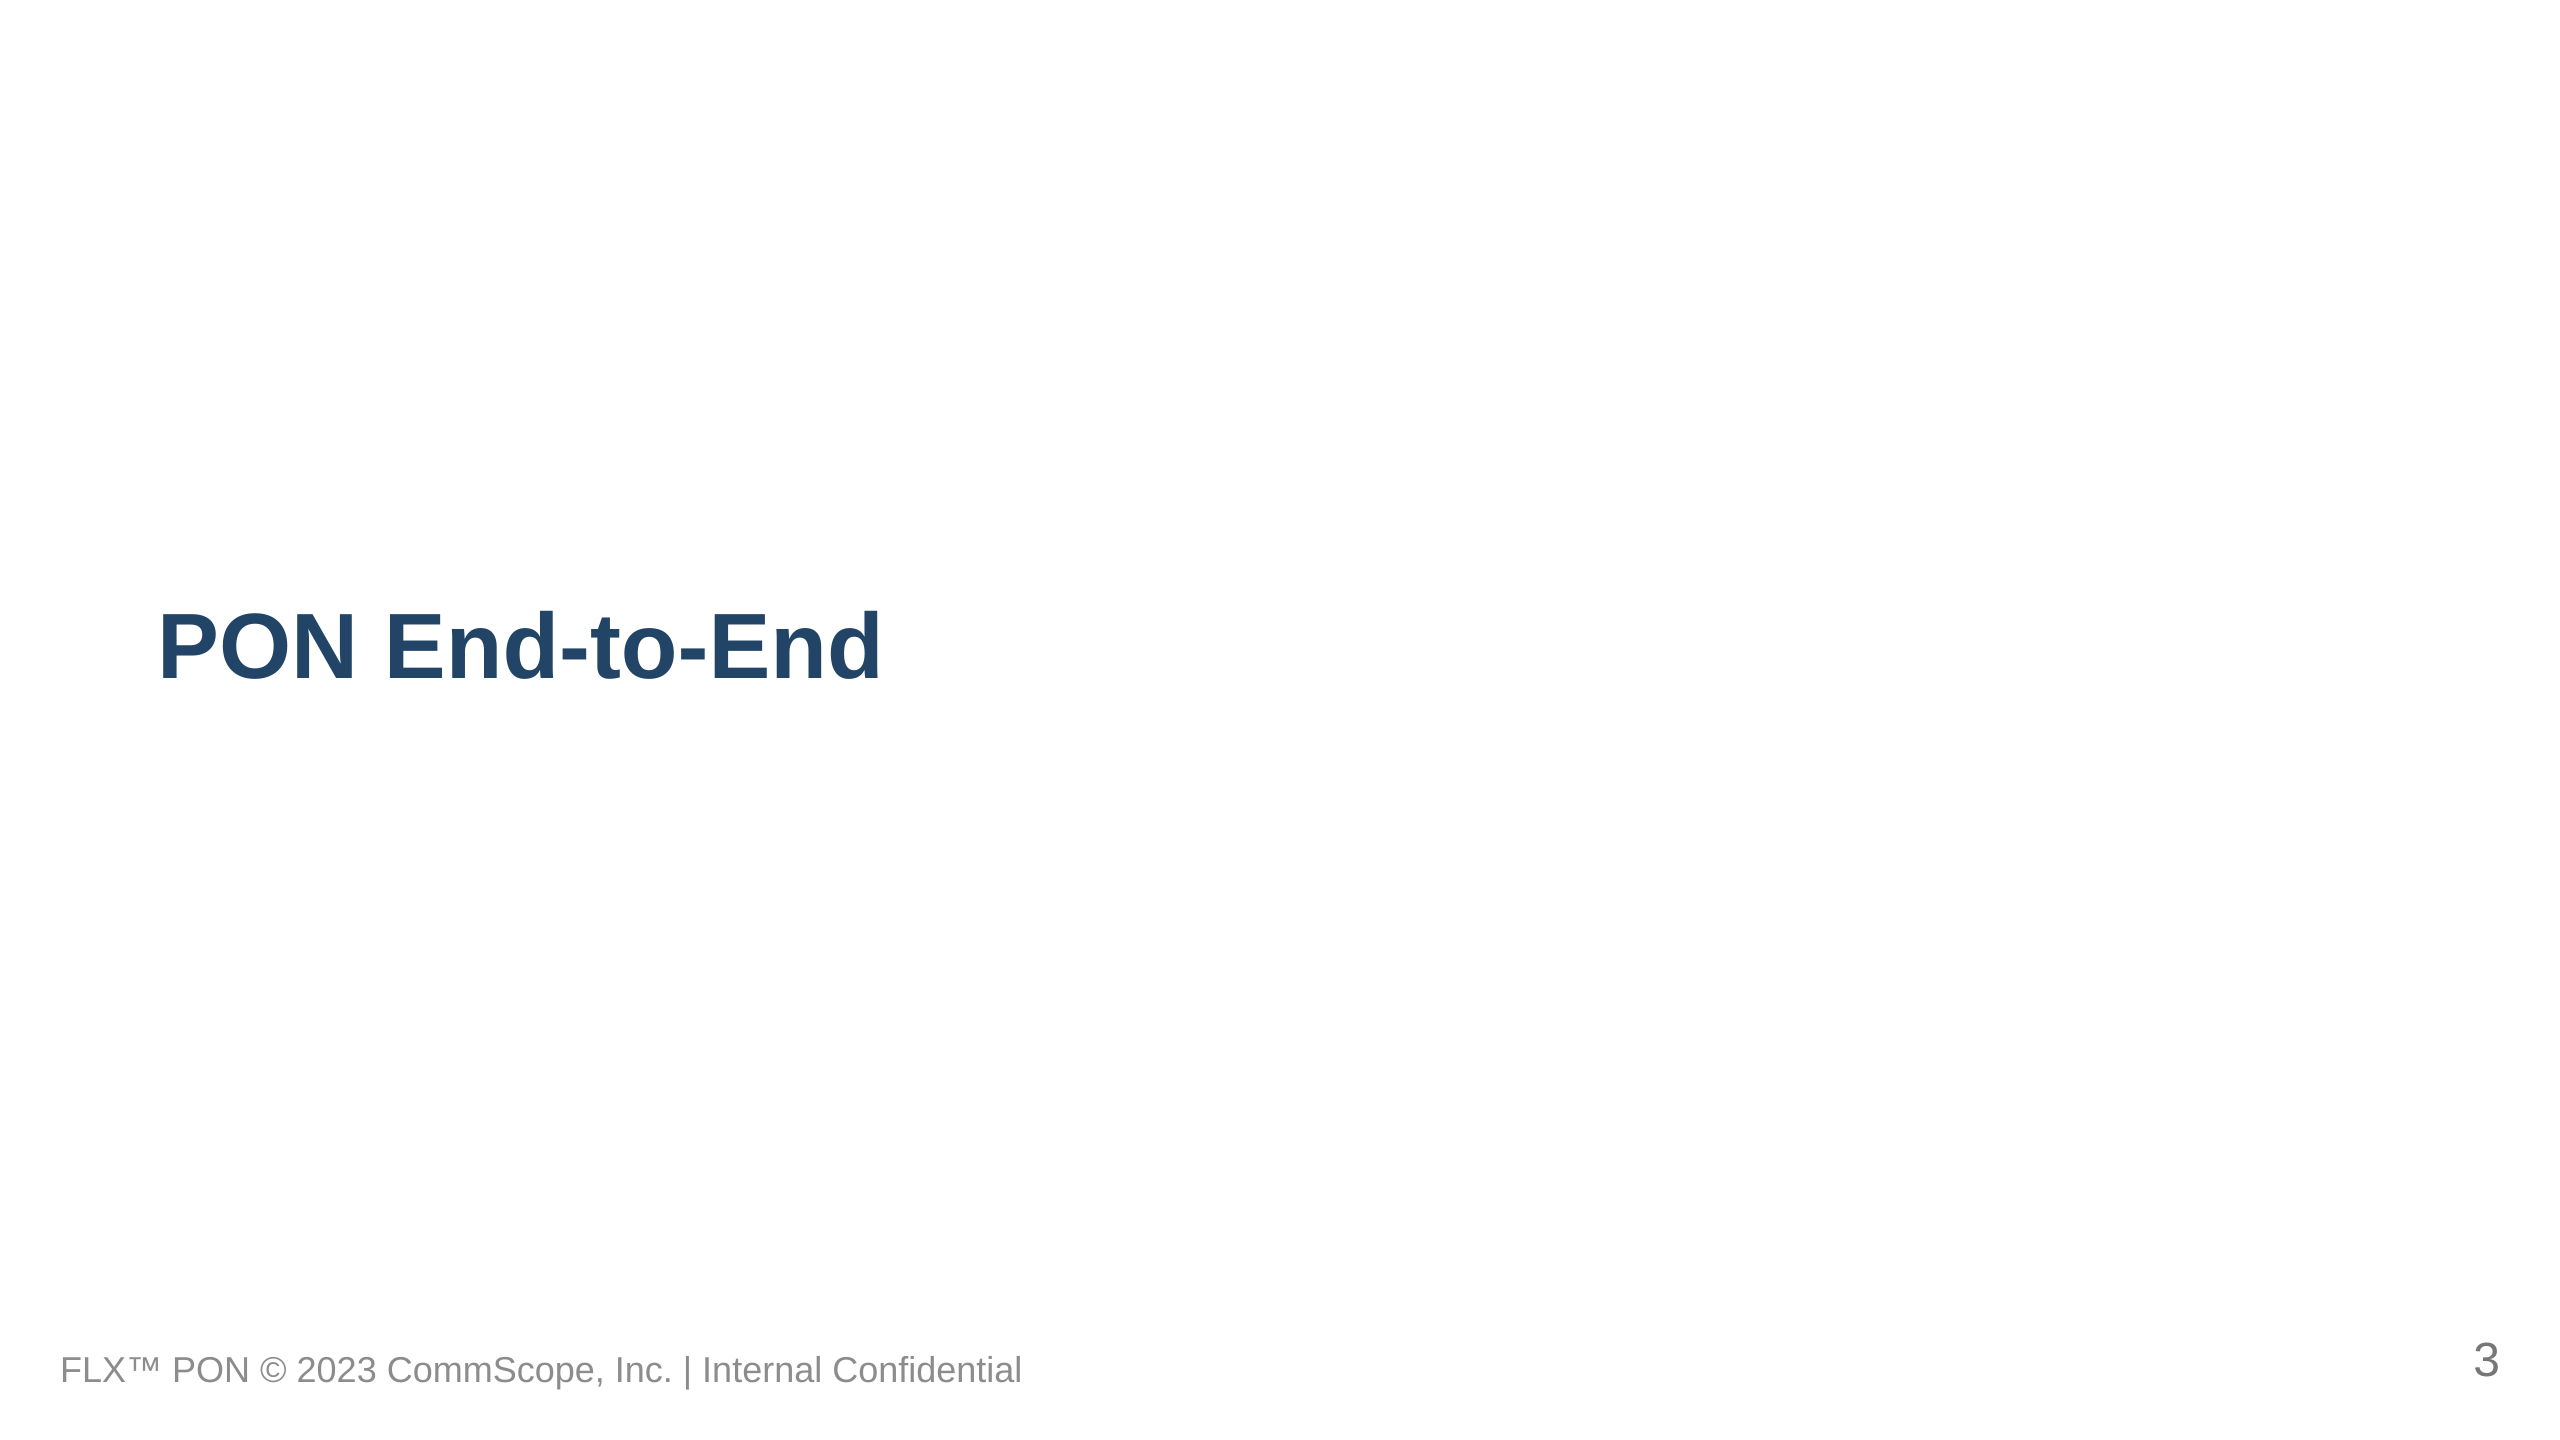 PON End-to-End
FLX™ PON © 2023 CommScope, Inc. | Internal Confidential
3